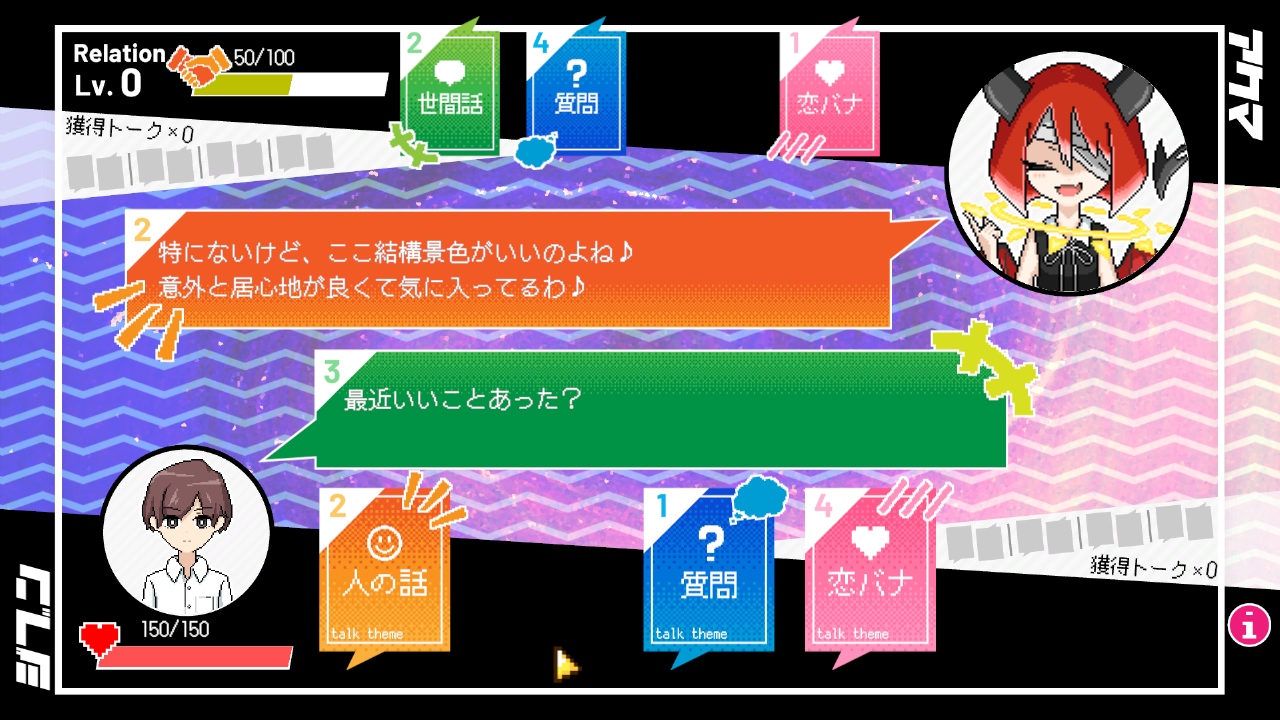 Relation
Lv. 0
50/100
獲得トーク×0
2
世間話
4
質問
1
恋バナ
アクマ
2
特にないけど、ここ結構景色がいいのよね♪
意外と居心地が良くて気に入ってるわ♪
3
最近いいことあった?
2
人の話
talk theme
1
質問
talk theme
4
恋バナ
talk theme
獲得トーク×0
150/150
i